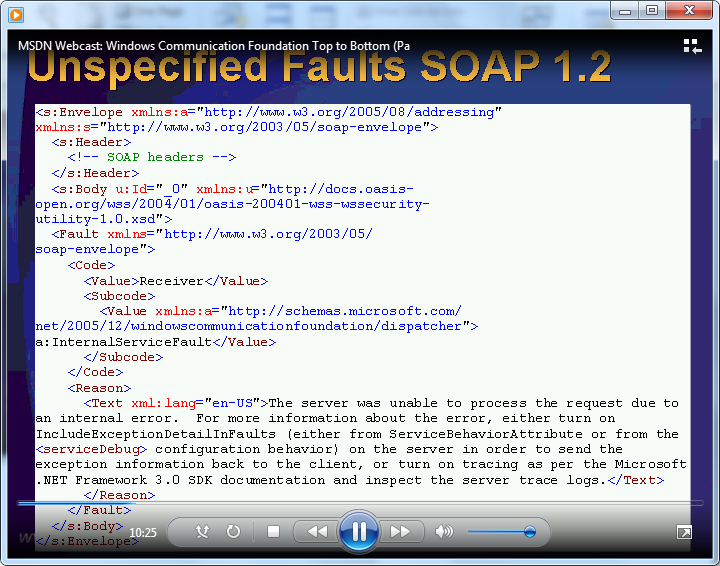 MSDN Webcast: Windows Communication Foundation Top to Bottom (Pa
Unspecified Faults SOAP 1.2
<s:Envelope xmlns:a="http://www.w3.org/2005/08/addressing"
xmlns:s="http://www.w3.org/2003/05/soap-envelope">
<s:Header>
<!-- SOAP headers -->
</s:Header>
<s:Body u:Id="_0" xmlns:u="http://docs.oasis-
open.org/wss/2004/01/oasis-200401-wss-wssecurity-
utility-1.0.xsd">
<Fault xmlns="http://www.w3.org/2003/05/
soap-envelope">
<Code>
<Value>Receiver</Value>
<Subcode>
<Value xmlns:a="http://schemas.microsoft.com/
net/2005/12/windowscommunicationfoundation/dispatcher">
a:InternalServiceFault</Value>
</Subcode>
</Code>
<Reason>
<Text xml:lang="en-US">The server was unable to process the request due to
an internal error.  For more information about the error, either turn on
IncludeExceptionDetailInFaults (either from ServiceBehaviorAttribute or from the
<serviceDebug> configuration behavior) on the server in order to send the
exception information back to the client, or turn on tracing as per the Microsoft
.NET Framework 3.0 SDK documentation and inspect the server trace logs.</Text>
</Reason>
</Fault>
</s:Body>
10:25
</s:Envelope>